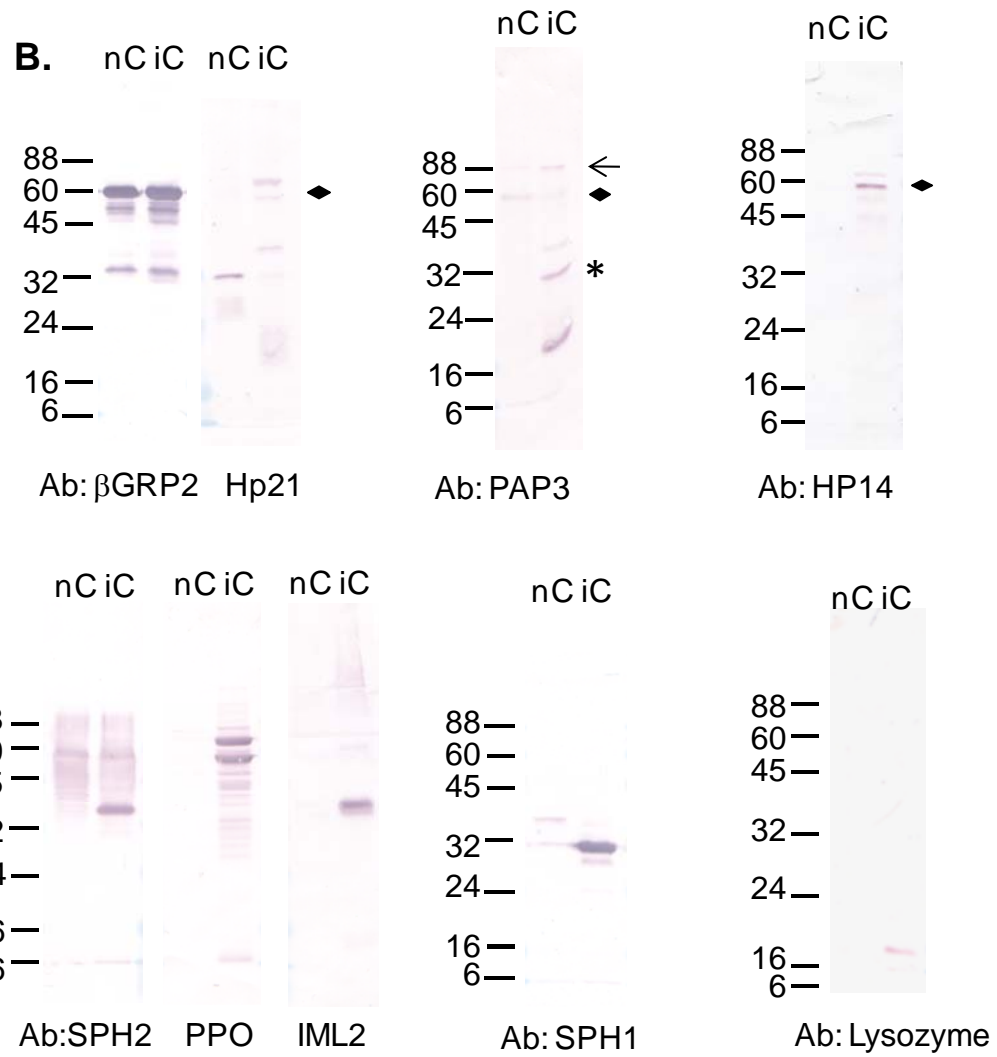 B.
nC iC nC iC
88
60
45
32
24
16
6
Ab: βGRP2 Hp21
nC iC
88
60
45
32
24
16
6
*
Ab: PAP3
nC iC
88
60
45
32
24
16
6
Ab: HP14
nC iC nC iC nC iC
Ab:SPH2 PPO IML2
nC iC
88
60
45
32
24
16
6
Ab: SPH1
nC iC
88
60
45
32
24
16
6
Ab: Lysozyme